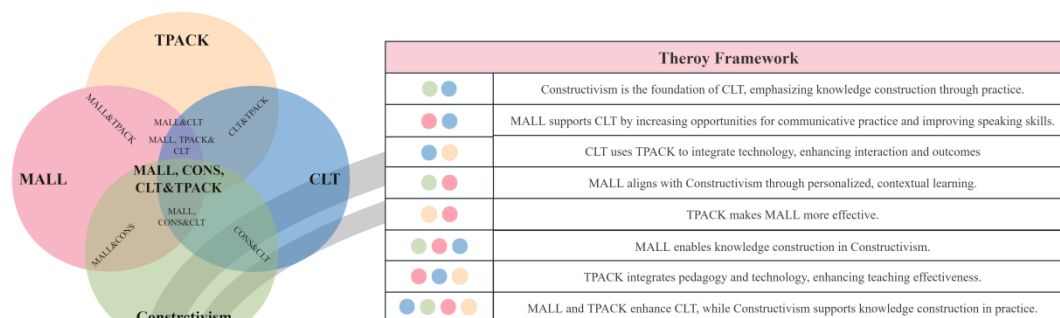 TPACK
MALL&TPACK
MALL&CLT
CLT&TPACK
MALL, TPACK&
CLT
MALL
MALL, CONS,
CLT&TPACK
CLT
MALL,
CONS&CLT
MALL&CONS
CONS&CLT
Constrctivism
Theroy Framework
Constructivism is the foundation of CLT, emphasizing knowledge construction through practice.
MALL supports CLT by increasing opportunities for communicative practice and improving speaking skills.
CLT uses TPACK to integrate technology, enhancing interaction and outcomes
MALL aligns with Constructivism through personalized, contextual learning.
TPACK makes MALL more effective.
MALL enables knowledge construction in Constructivism.
TPACK integrates pedagogy and technology, enhancing teaching effectiveness.
MALL and TPACK enhance CLT, while Constructivism supports knowledge construction in practice.